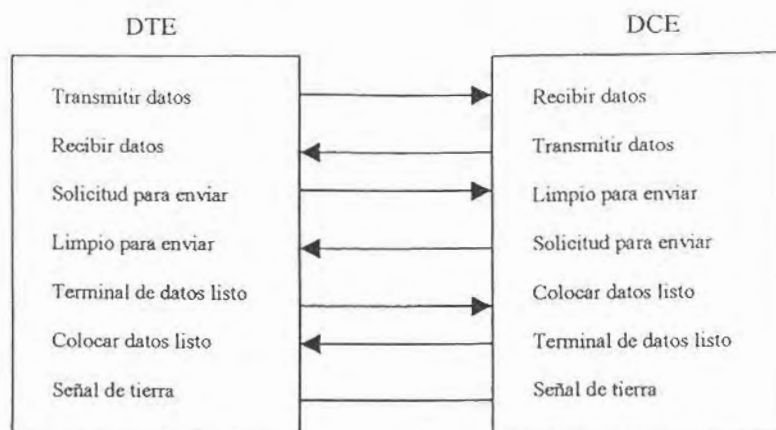 DTE
DCE
Transmitir datos
Recibir datos
Recibir datos
Transmitir datos
Solicitud para enviar
Limpio para enviar
Limpio para enviar
Solicitud para enviar
Terminal de datos listo
Colocar datos listo
Colocar datos listo
Terminal de datos listo
Señal de tierra
Señal de tierra